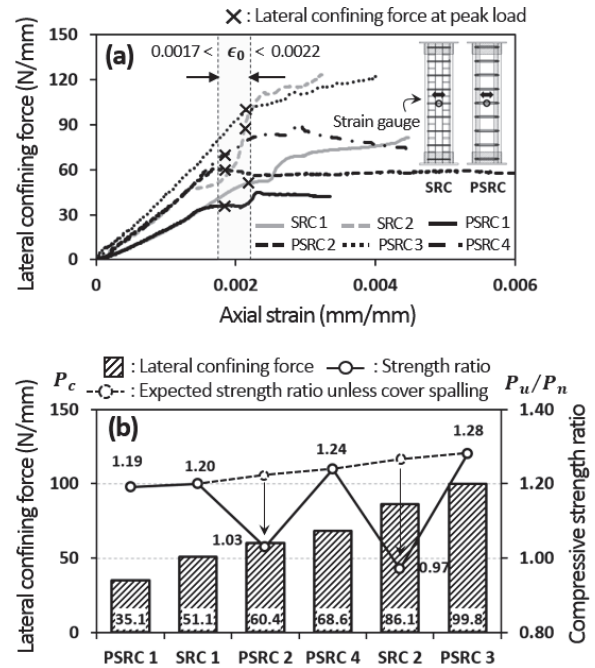 ✕ : Lateral confining force at peak load
(a)
0.0017 < ϵ₀ < 0.0022
Lateral confining force (N/mm)
150
120
90
60
30
0
Strain gauge
SRC PSRC
SRC 1 SRC 2 PSRC 1
PSRC 2 PSRC 3 PSRC 4
0.000 0.002 0.004 0.006
Axial strain (mm/mm)
P_c : Lateral confining force : Strength ratio P_u/P_n
: Expected strength ratio unless cover spalling
(b)
Lateral confining force (N/mm)
150
100
50
0
1.40
1.20
1.00
0.80
Compressive strength ratio
1.19 1.20 1.03 1.24 0.97 1.28
35.1 51.1 60.4 68.6 86.1 99.8
PSRC 1 SRC 1 PSRC 2 PSRC 4 SRC 2 PSRC 3